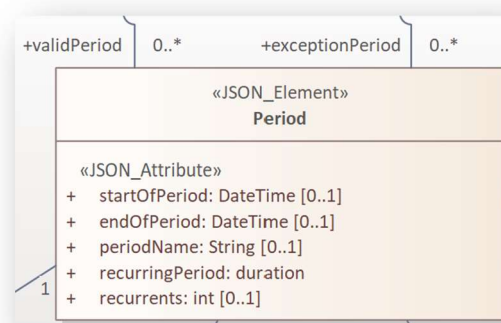 +validPeriod 0..* +exceptionPeriod 0..*
«JSON_Element»
Period
«JSON_Attribute»
+ startOfPeriod: DateTime [0..1]
+ endOfPeriod: DateTime [0..1]
+ periodName: String [0..1]
+ recurringPeriod: duration
+ recurrents: int [0..1]
1